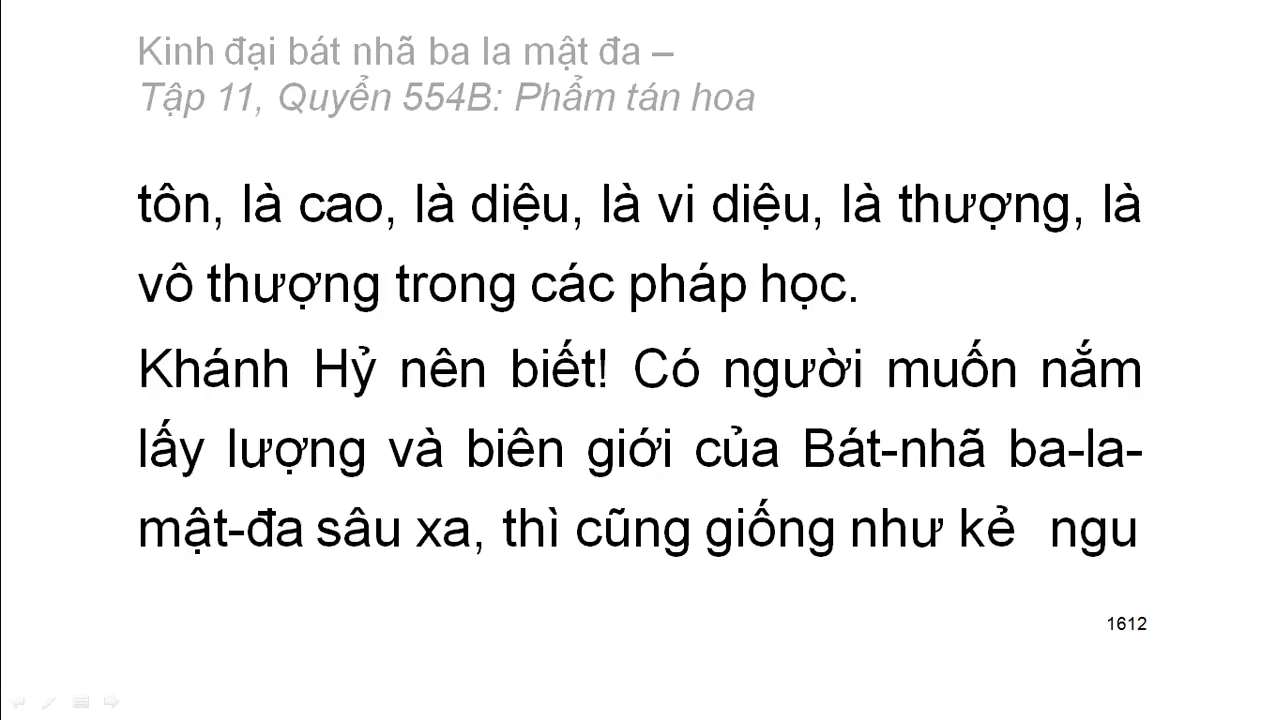 Kinh đại bát nhã ba la mật đa –
Tập 11, Quyển 554B: Phẩm tán hoa
tôn, là cao, là diệu, là vi diệu, là thượng, là
vô thượng trong các pháp học.
Khánh Hỷ nên biết! Có người muốn nắm
lấy lượng và biên giới của Bát-nhã ba-la-
mật-đa sâu xa, thì cũng giống như kẻ ngu
1612